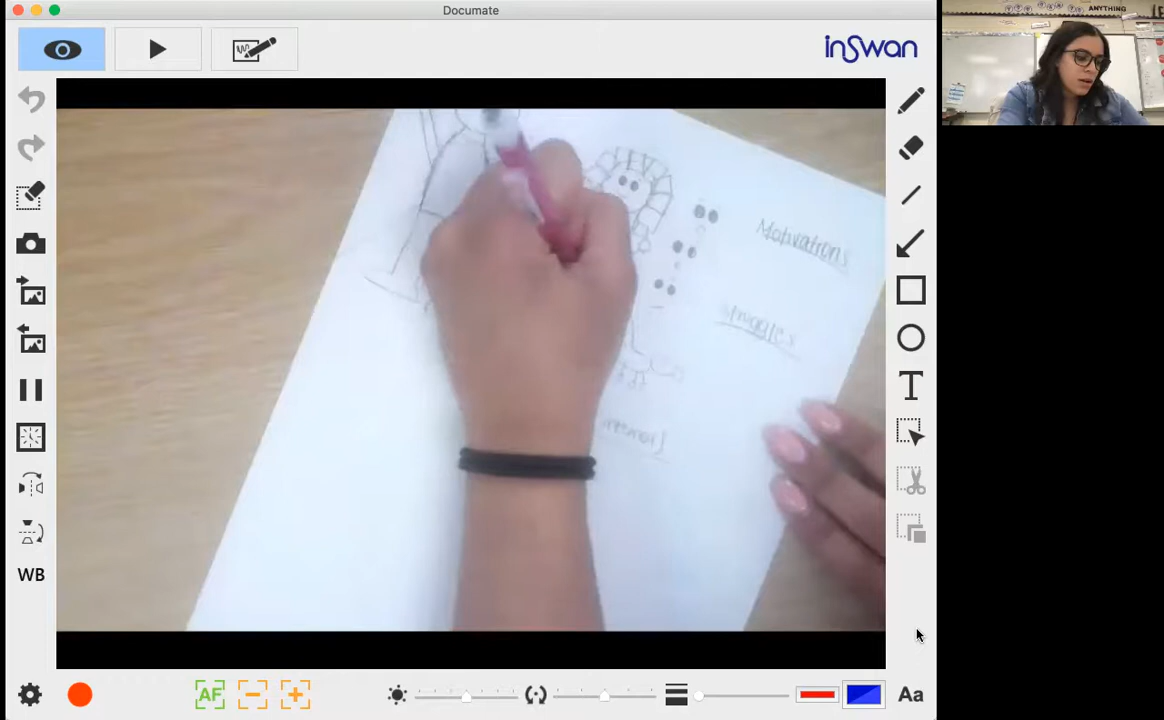 Documate
inSwan
ANYTHING
Motivations
Struggles
WB
T
AF
Aa